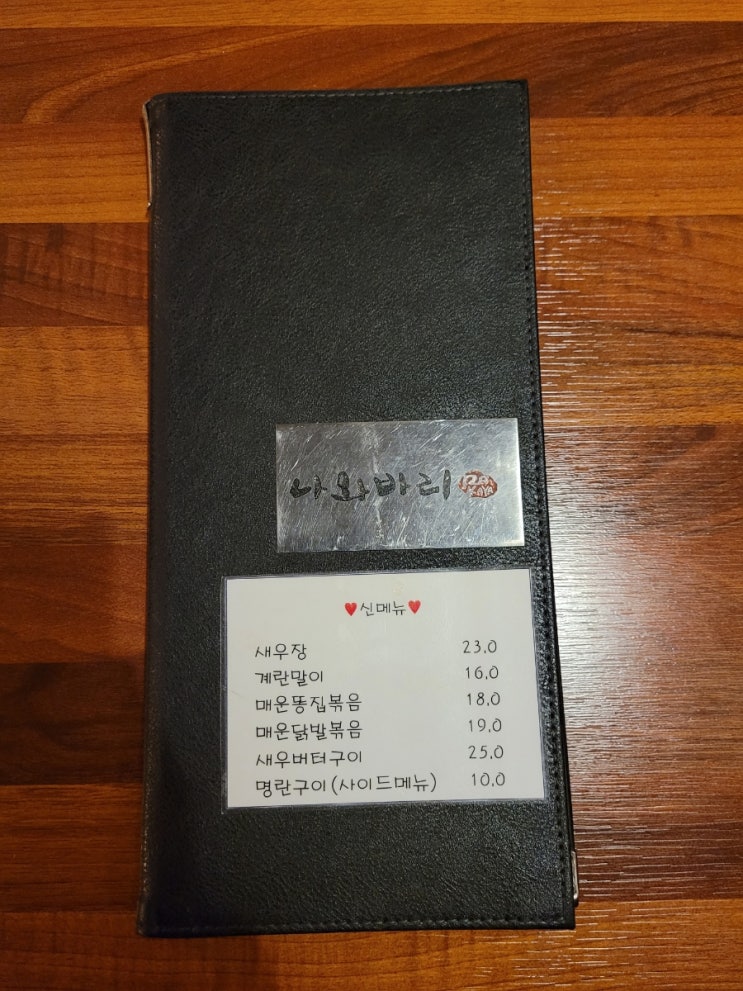 나와바리
♥신메뉴♥
새우장 23.0
계란말이 16.0
매운똥집볶음 18.0
매운닭발볶음 19.0
새우버터구이 25.0
명란구이(사이드메뉴) 10.0